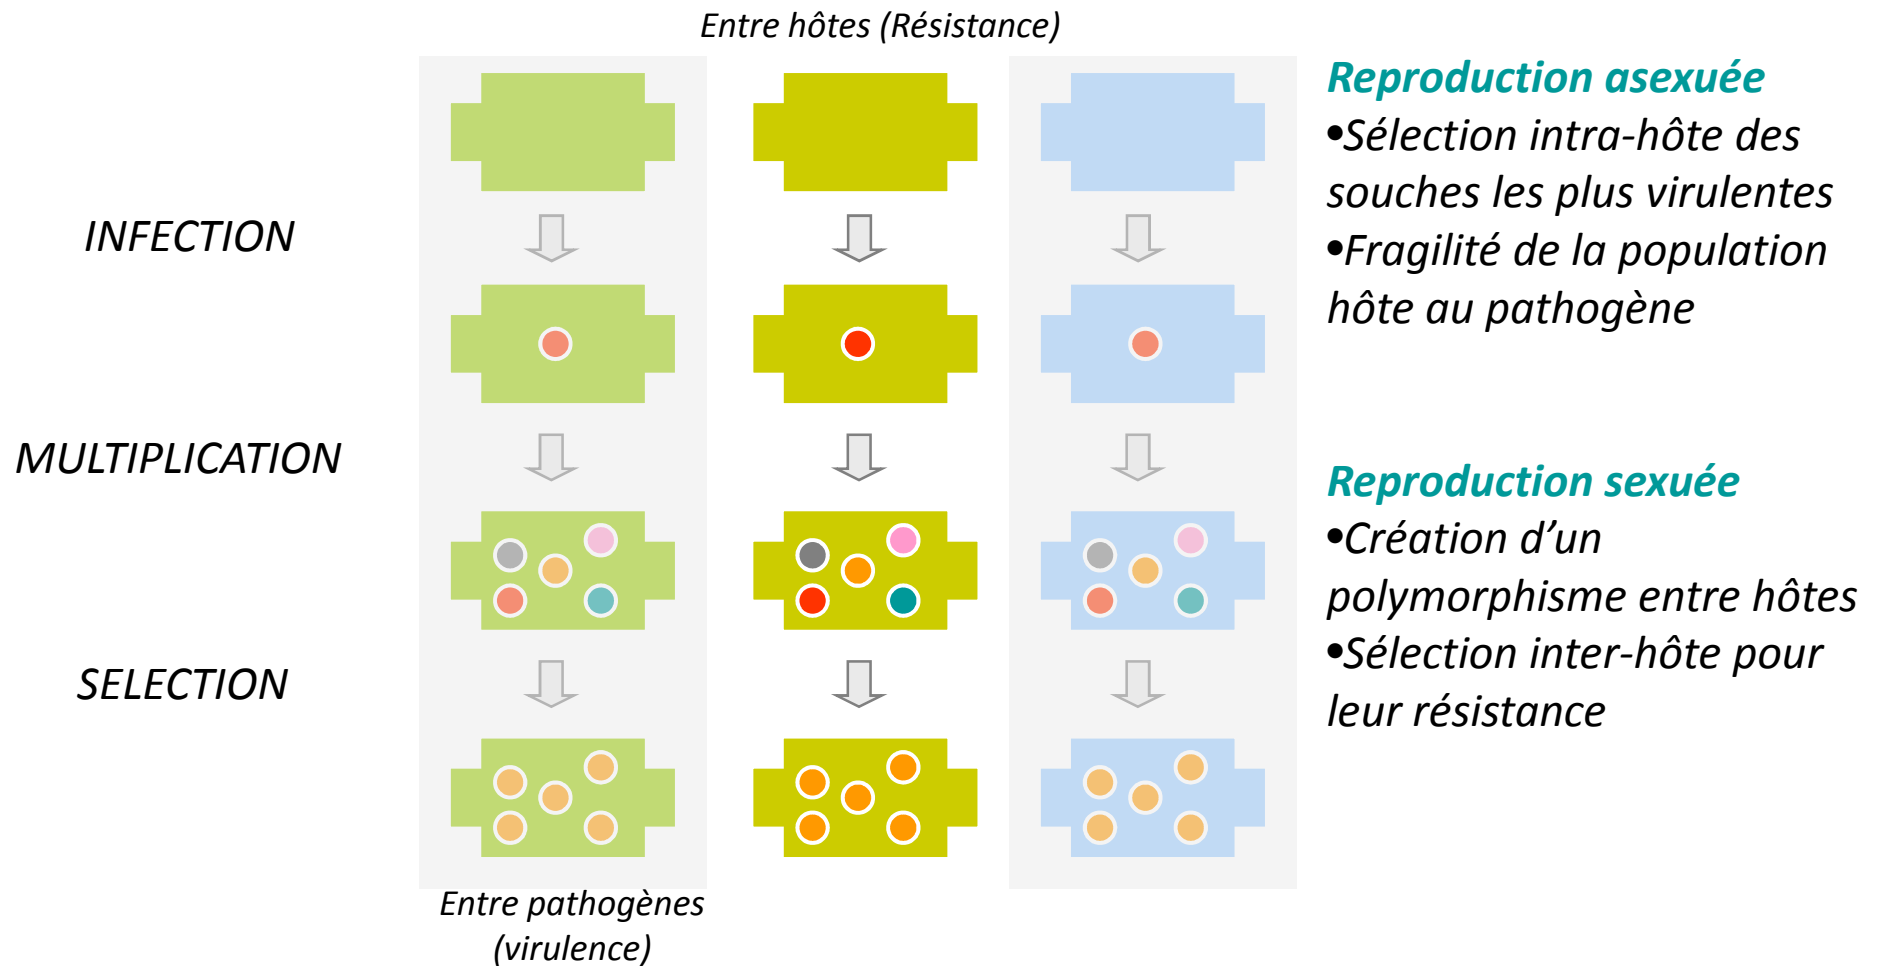 Entre hôtes (Résistance)
INFECTION
MULTIPLICATION
SELECTION
Entre pathogènes
(virulence)
Reproduction asexuée
•Sélection intra-hôte des
souches les plus virulentes
•Fragilité de la population
hôte au pathogène
Reproduction sexuée
•Création d’un
polymorphisme entre hôtes
•Sélection inter-hôte pour
leur résistance